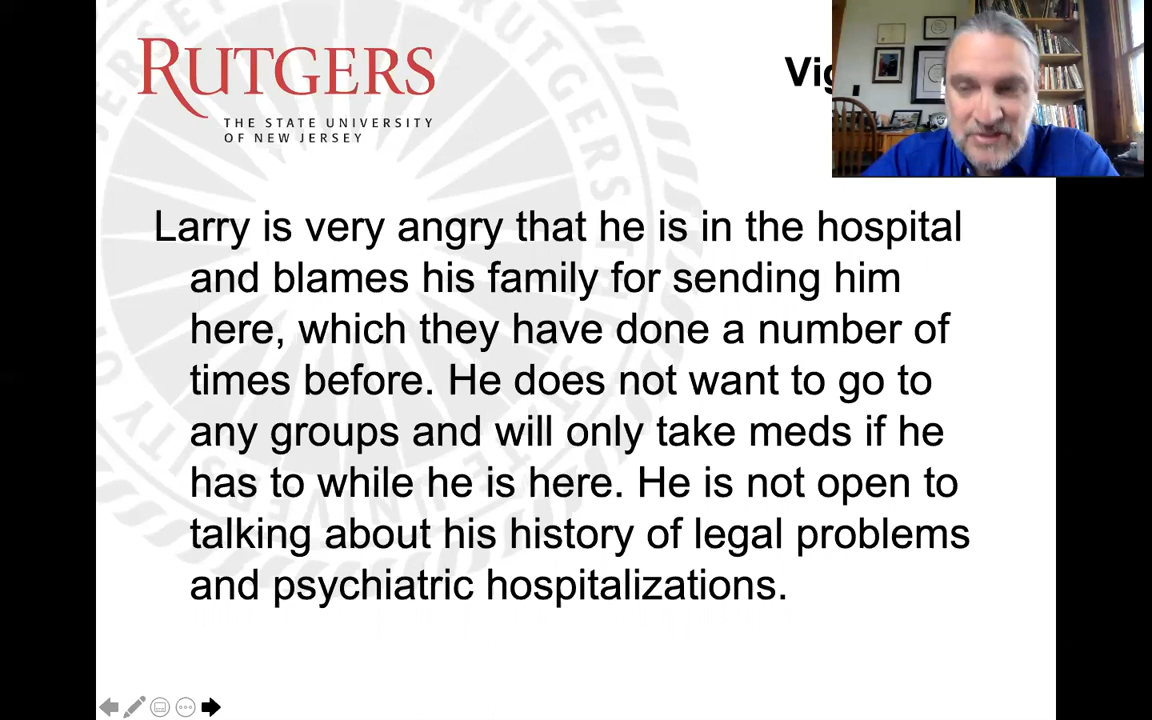 RUTGERS
THE STATE UNIVERSITY
OF NEW JERSEY
Larry is very angry that he is in the hospital
and blames his family for sending him
here, which they have done a number of
times before. He does not want to go to
any groups and will only take meds if he
has to while he is here. He is not open to
talking about his history of legal problems
and psychiatric hospitalizations.